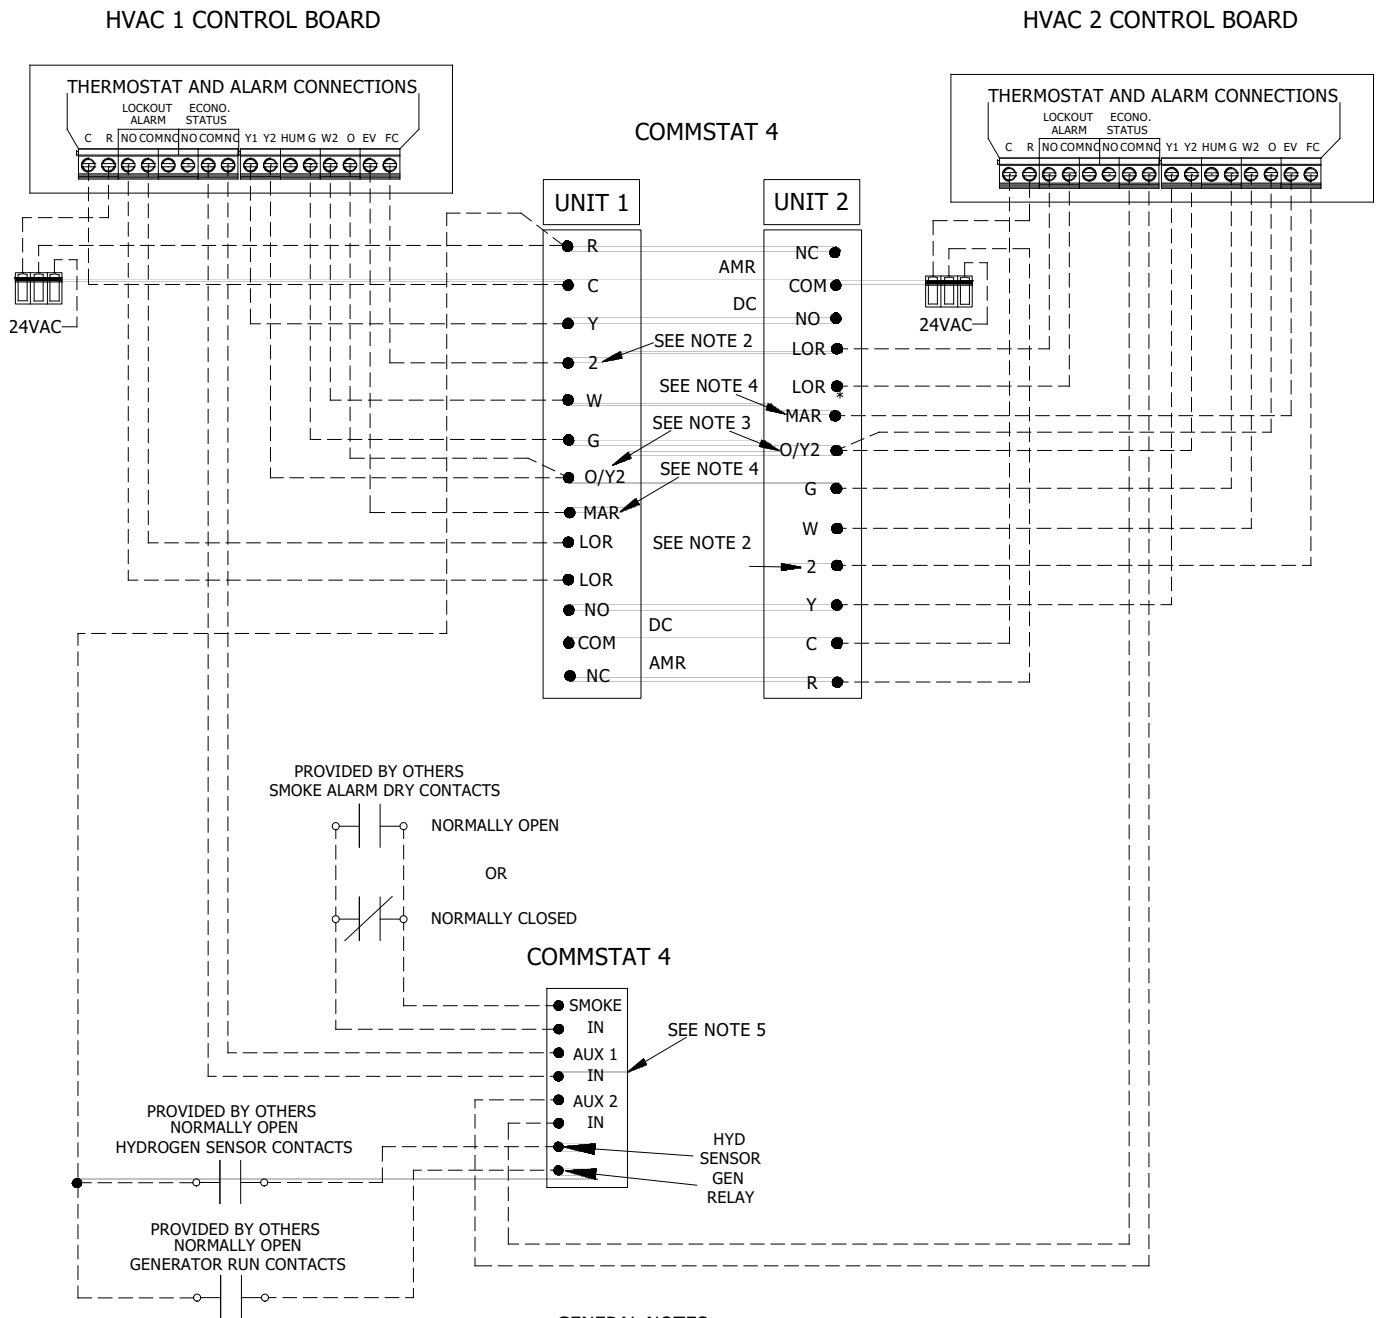 HVAC 1 CONTROL BOARD
HVAC 2 CONTROL BOARD
THERMOSTAT AND ALARM CONNECTIONS
LOCKOUT ALARM
ECONO. STATUS
C R NO COM NC NO COM NC Y1 Y2 HUM G W2 O EV FC
24VAC
THERMOSTAT AND ALARM CONNECTIONS
LOCKOUT ALARM
ECONO. STATUS
C R NO COM NC NO COM NC Y1 Y2 HUM G W2 O EV FC
24VAC
COMMSTAT 4
UNIT 1
R
C
Y
2
W
G
O/Y2
MAR
LOR
LOR
NO
COM
NC
AMR
DC
SEE NOTE 2
SEE NOTE 4
SEE NOTE 3
SEE NOTE 4
SEE NOTE 2
DC
AMR
UNIT 2
NC
COM
NO
LOR
LOR
*
MAR
O/Y2
G
W
2
Y
C
R
PROVIDED BY OTHERS
SMOKE ALARM DRY CONTACTS
NORMALLY OPEN
OR
NORMALLY CLOSED
COMMSTAT 4
SMOKE
IN
AUX 1
IN
AUX 2
IN
SEE NOTE 5
HYD
SENSOR
GEN
RELAY
PROVIDED BY OTHERS
NORMALLY OPEN
HYDROGEN SENSOR CONTACTS
PROVIDED BY OTHERS
NORMALLY OPEN
GENERATOR RUN CONTACTS
GENERAL NOTES